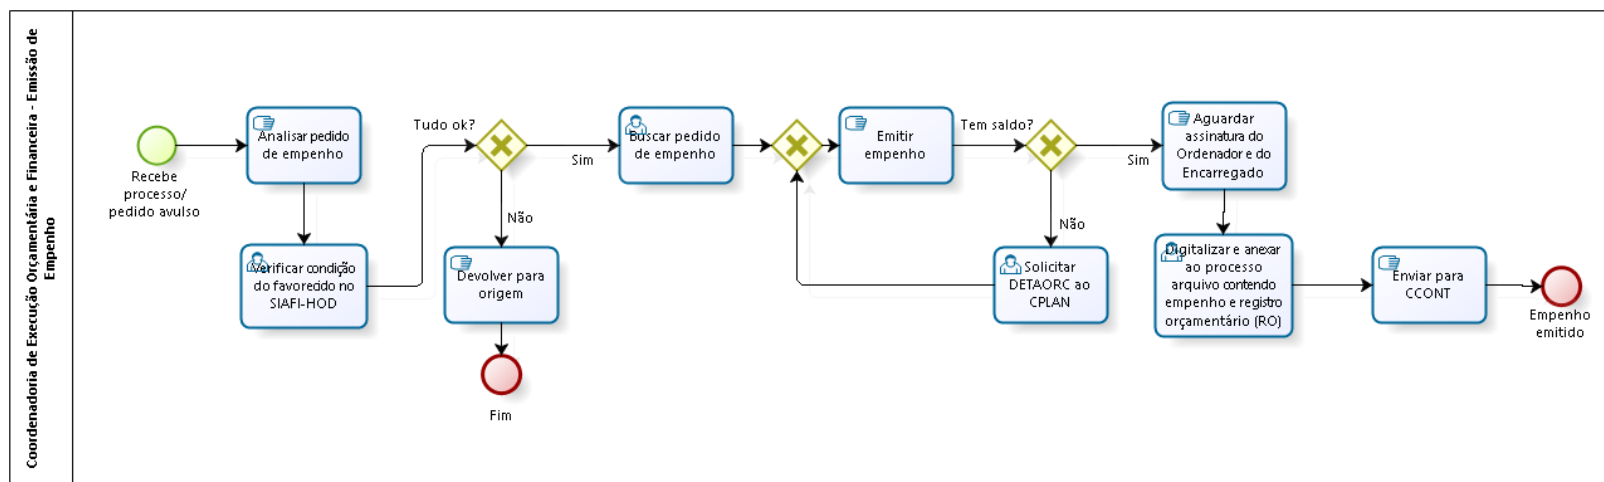 Coordenadoria de Execução Orçamentária e Financeira - Emissão de
Empenho
Recebe
processo/
pedido avulso
Analisar pedido
de empenho
Verificar condição
do favorecido no
SIAFI-HOD
Tudo ok?
Sim
Não
Devolver para
origem
Fim
Buscar pedido
de empenho
Emitir
empenho
Tem saldo?
Sim
Não
Solicitar
DETAORC ao
CPLAN
Aguardar
assinatura do
Ordenador e do
Encarregado
Digitalizar e anexar
ao processo
arquivo contendo
empenho e registro
orçamentário (RO)
Enviar para
CCONT
Empenho
emitido